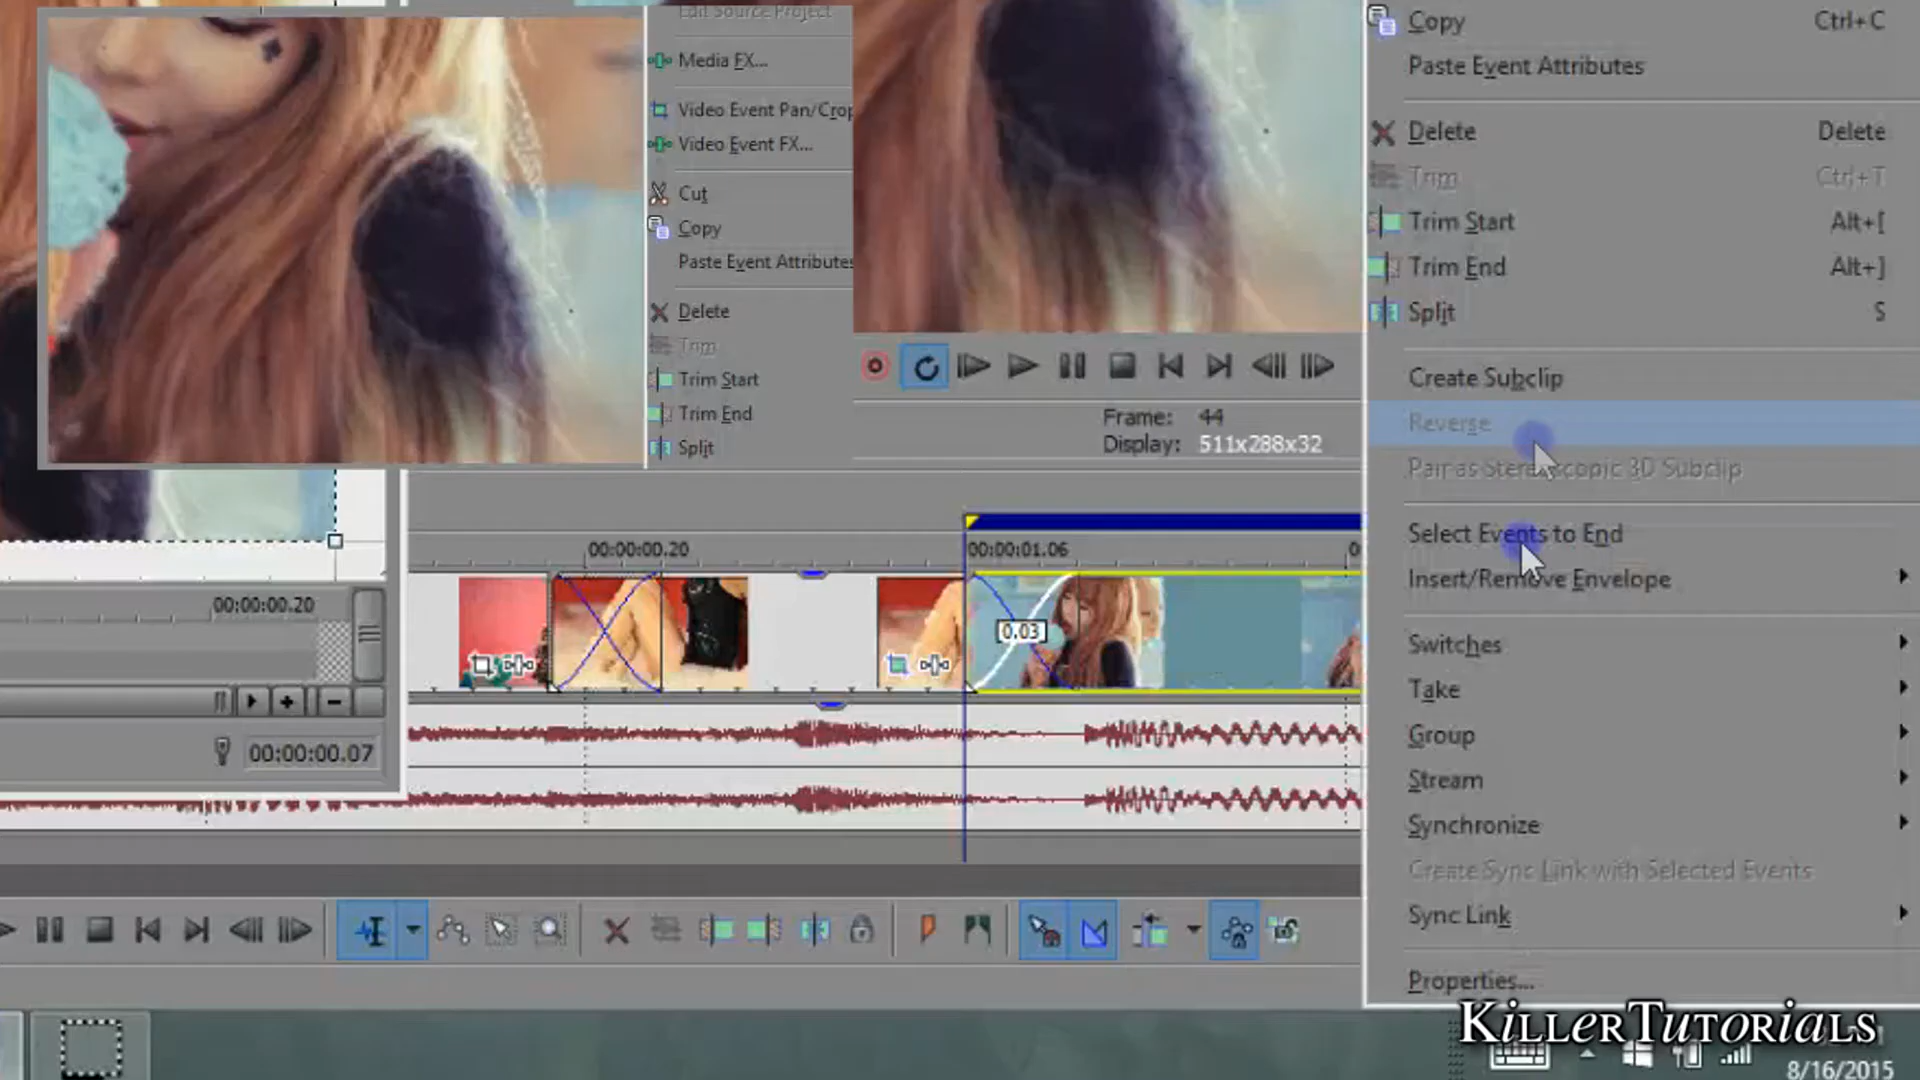 Edit Source Project
Media FX...
Video Event Pan/Crop
Video Event FX...
Cut
Copy
Paste Event Attributes
Delete
Trim
Trim Start
Trim End
Split
Frame: 44
Display: 511x288x32
Copy Ctrl+C
Paste Event Attributes
Delete Delete
Trim Ctrl+T
Trim Start Alt+[
Trim End Alt+]
Split S
Create Subclip
Reverse
Pair as Stereoscopic 3D Subclip
Select Events to End
Insert/Remove Envelope
Switches
Take
Group
Stream
Synchronize
Create Sync Link with Selected Events
Sync Link
Properties...
00:00:00.20 00:00:01.06
0.03
00:00:00.20
00:00:00.07
KillerTutorials
8/16/2015